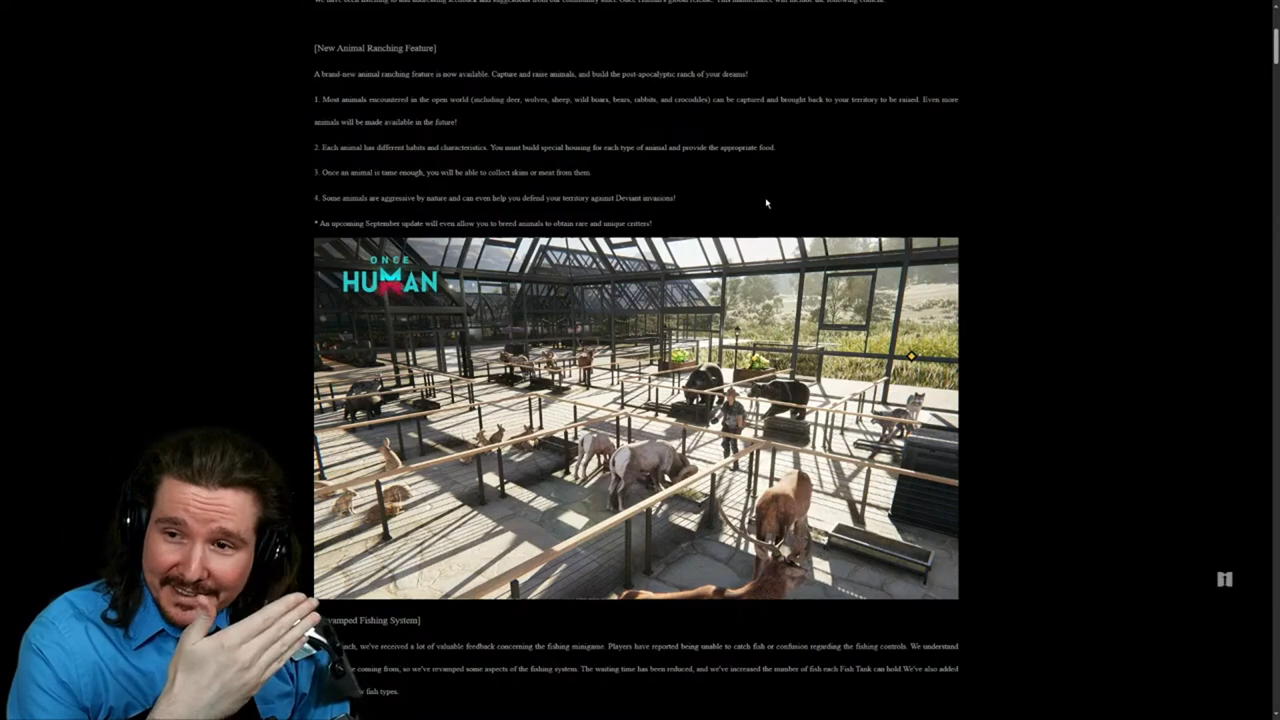 [New Animal Ranching Feature]
A brand-new animal ranching feature is now available. Capture and raise animals, and build the post-apocalyptic ranch of your dreams!
1. Most animals encountered in the open world (including deer, wolves, sheep, wild boars, bears, rabbits, and crocodiles) can be captured and brought back to your territory to be raised. Even more
animals will be made available in the future!
2. Each animal has different habits and characteristics. You must build special housing for each type of animal and provide the appropriate food.
3. Once an animal is tame enough, you will be able to collect skins or meat from them.
4. Some animals are aggressive by nature and can even help you defend your territory against Deviant invasions!
* An upcoming September update will even allow you to breed animals to obtain rare and unique critters!
ONCE
HUMAN
vamped Fishing System]
nch, we've received a lot of valuable feedback concerning the fishing minigame. Players have reported being unable to catch fish or confusion regarding the fishing controls. We understand
coming from, so we've revamped some aspects of the fishing system. The waiting time has been reduced, and we've increased the number of fish each Fish Tank can hold.We've also added
fish types.